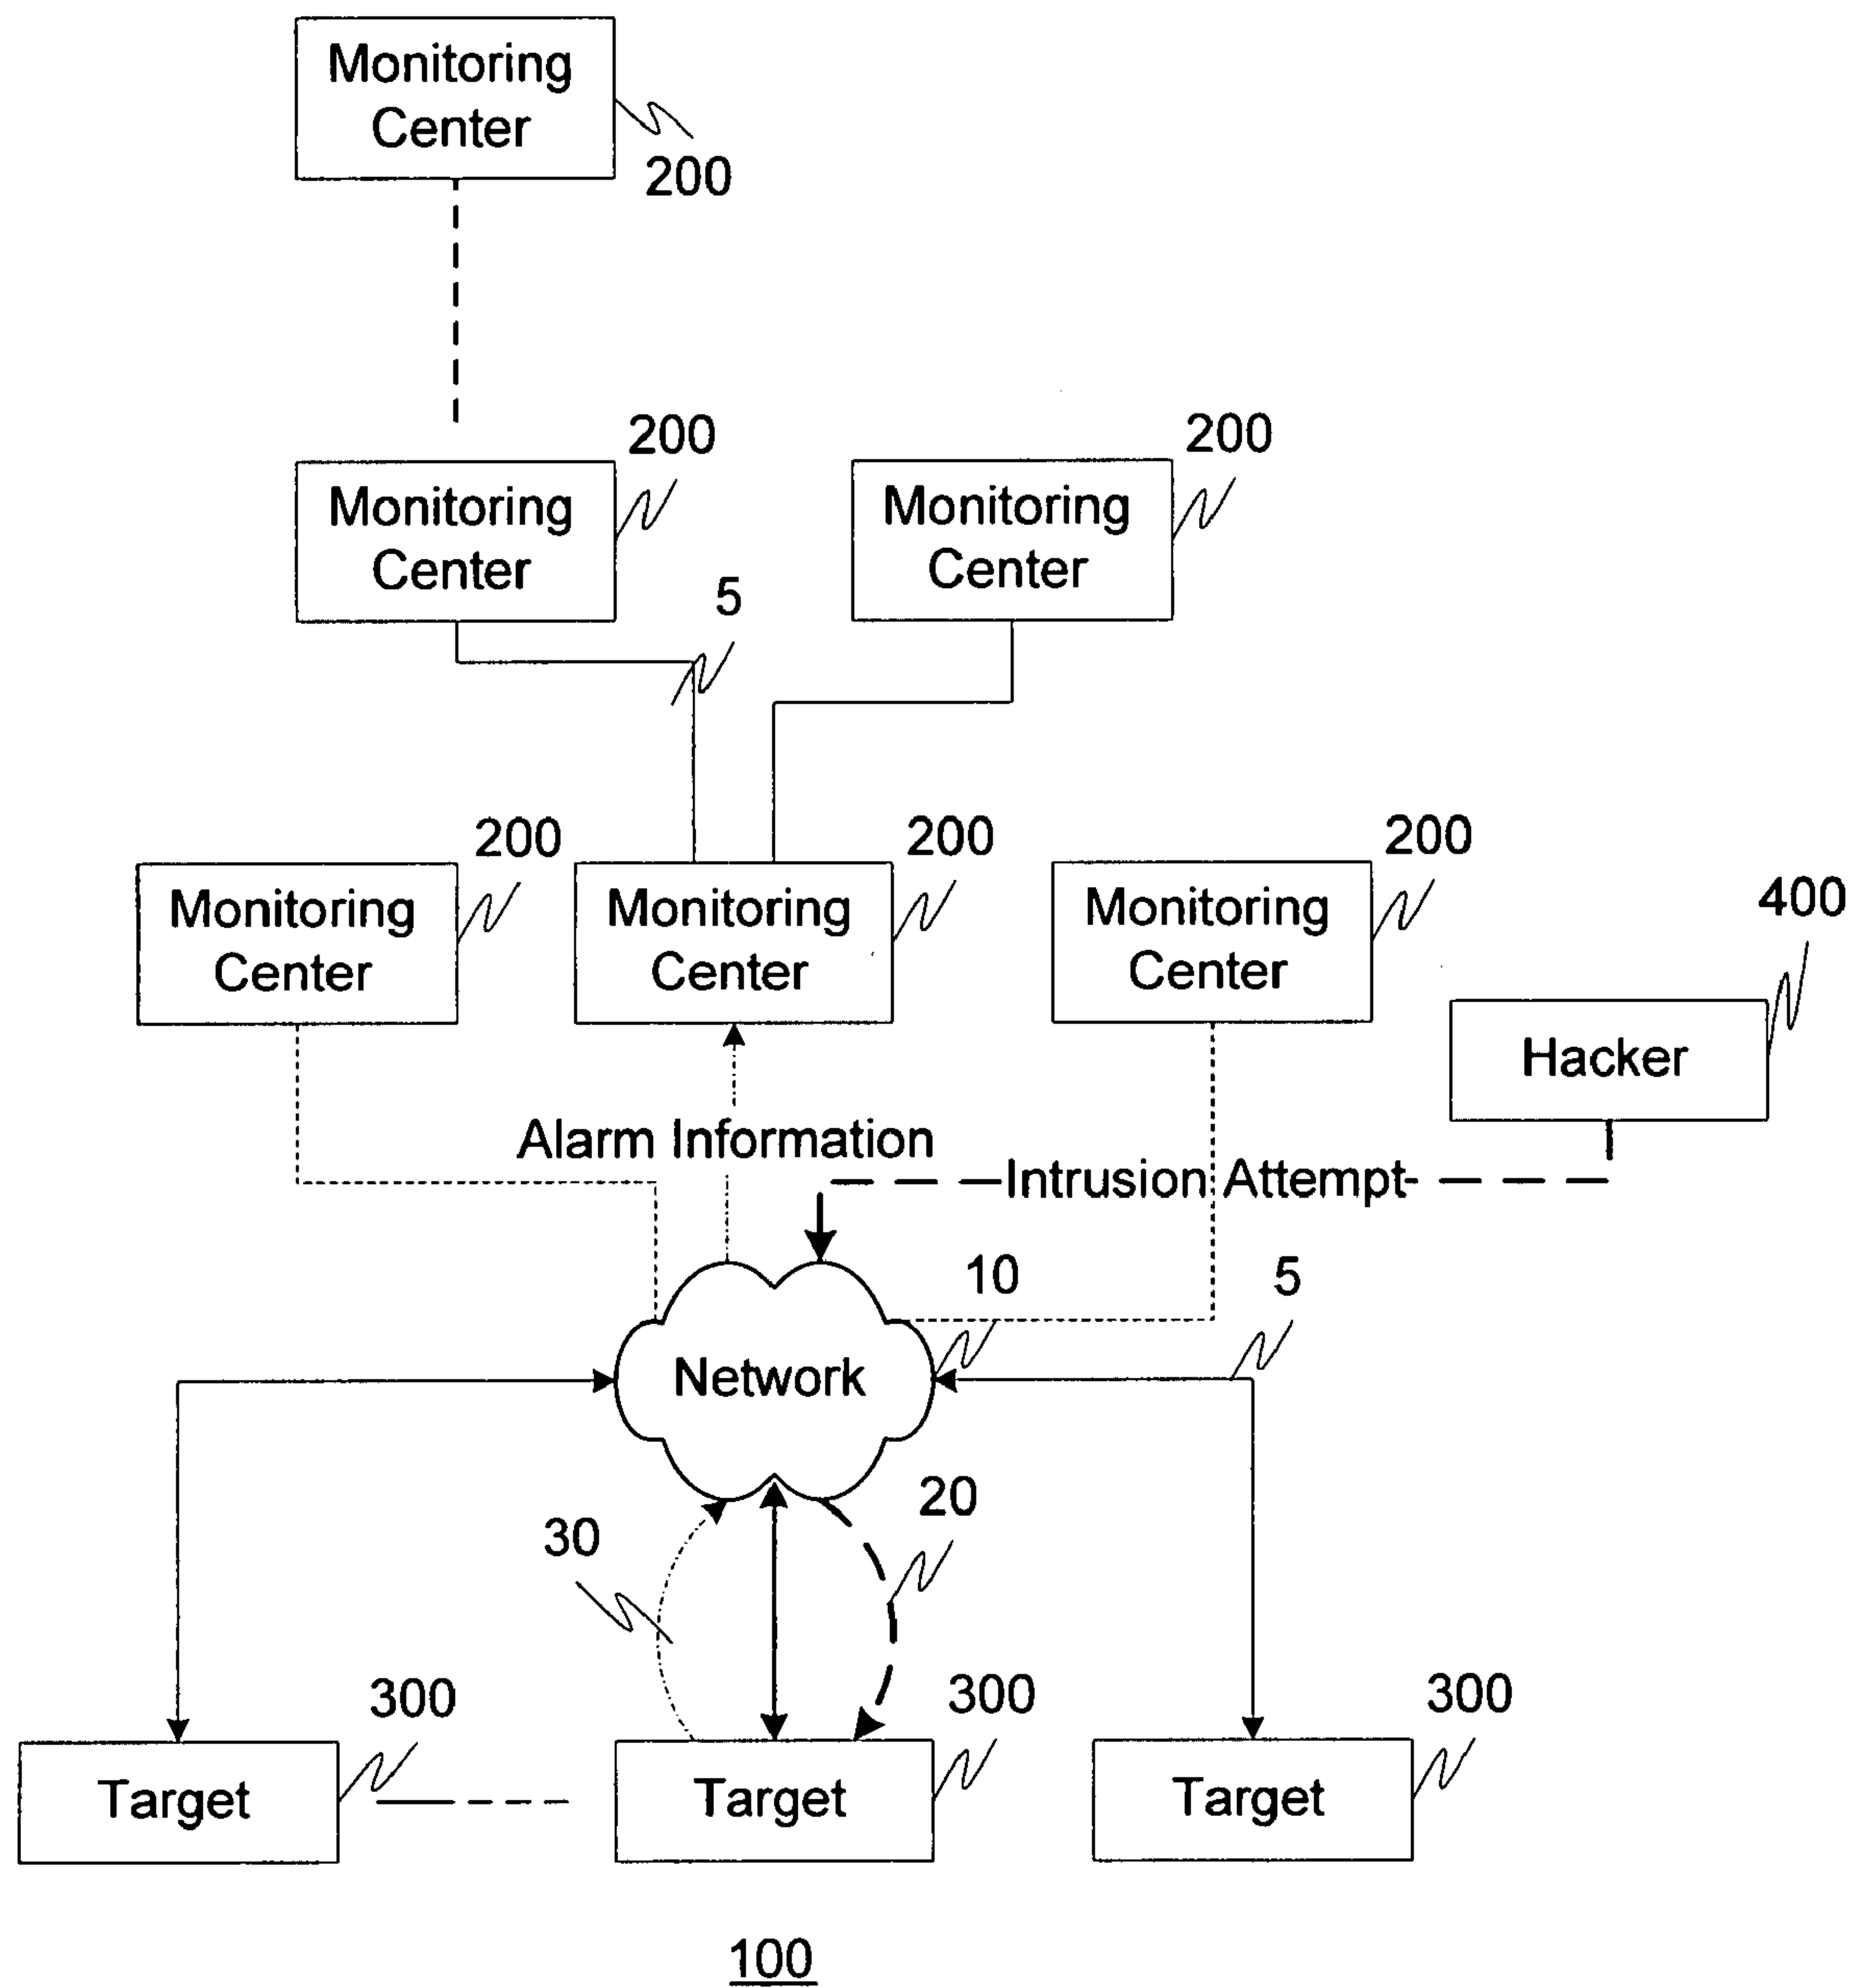 Monitoring
Center
200
200
200
Monitoring
Center
Monitoring
Center
5
200
200
200
Monitoring
Center
Monitoring
Center
Monitoring
Center
400
Hacker
Alarm Information
Intrusion Attempt
10
5
Network
20
30
300
300
300
Target
Target
Target
100